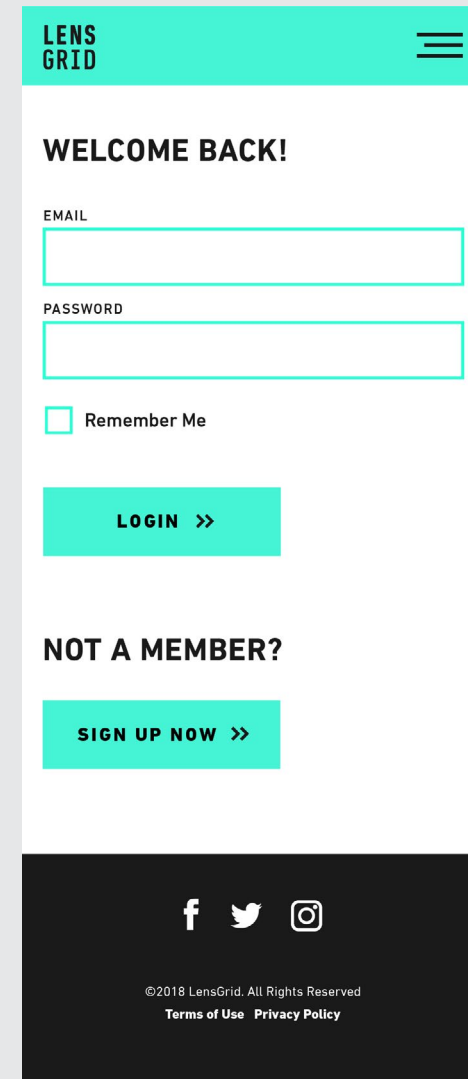 LENS
GRID
WELCOME BACK!
EMAIL
PASSWORD
Remember Me
LOGIN »
NOT A MEMBER?
SIGN UP NOW »
©2018 LensGrid. All Rights Reserved
Terms of Use Privacy Policy